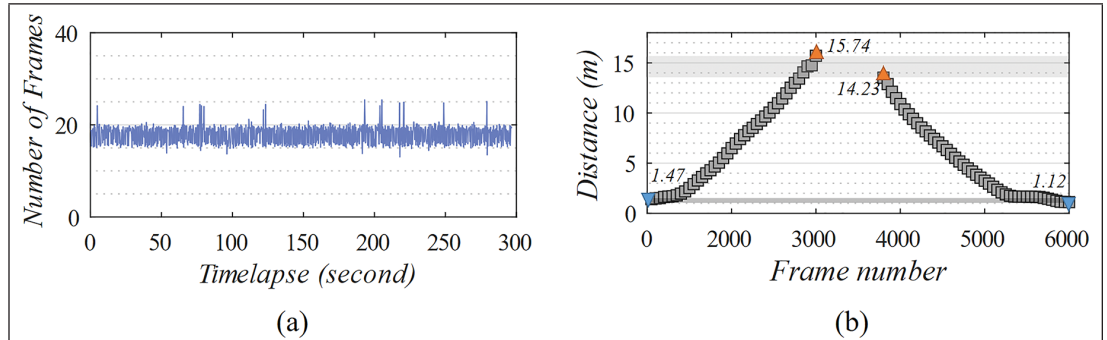 40
20
0
Number of Frames
0 50 100 150 200 250 300
Timelapse (second)
(a)
15
10
5
0
Distance (m)
15.74
14.23
1.47
1.12
0 2000 3000 4000 5000 6000
Frame number
(b)